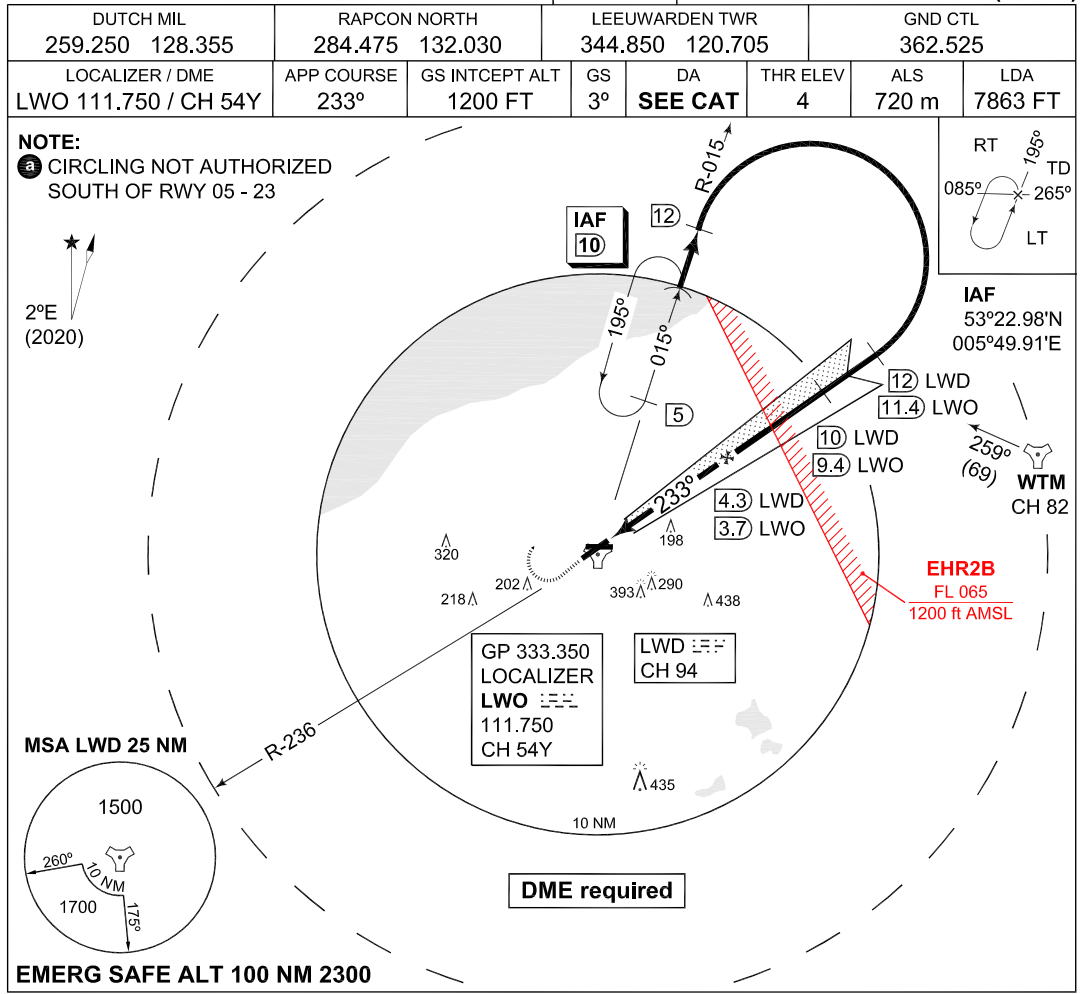 DUTCH MIL
259.250 128.355
RAPCON NORTH
284.475 132.030
LEEUWARDEN TWR
344.850 120.705
GND CTL
362.525
LOCALIZER / DME
LWO 111.750 / CH 54Y
APP COURSE
233º
GS INTCEPT ALT
1200 FT
GS
3º
DA
SEE CAT
THR ELEV
4
ALS
720 m
LDA
7863 FT
NOTE:
a CIRCLING NOT AUTHORIZED
SOUTH OF RWY 05 - 23
2ºE
(2020)
IAF
10
12
R-015
195º
015º
5
RT
195º
TD
085º
265º
LT
IAF
53º22.98'N
005º49.91'E
12 LWD
11.4 LWO
10 LWD
9.4 LWO
259º
(69)
WTM
CH 82
233º
4.3 LWD
3.7 LWO
198
320
202
218
393
290
438
EHR2B
FL 065
1200 ft AMSL
GP 333.350
LOCALIZER
LWO
111.750
CH 54Y
LWD
CH 94
R-236
435
10 NM
MSA LWD 25 NM
1500
260º
10 NM
1700
175º
DME required
EMERG SAFE ALT 100 NM 2300